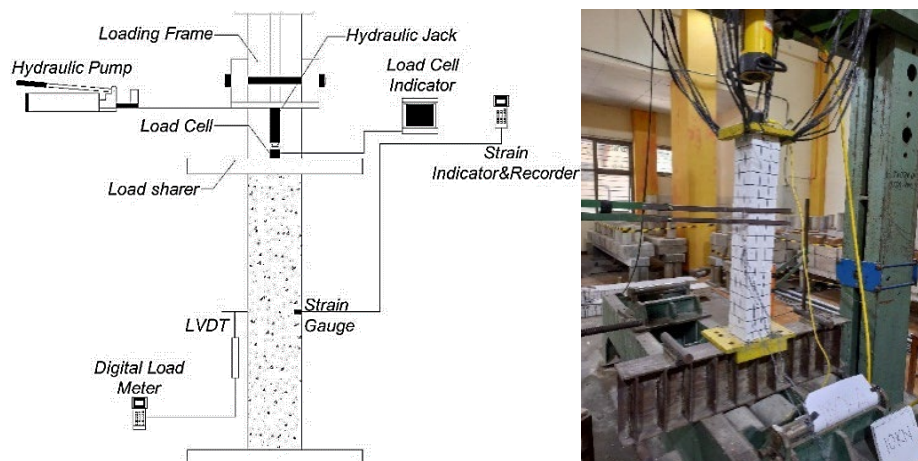 Loading Frame
Hydraulic Jack
Hydraulic Pump
Load Cell
Indicator
Load Cell
Strain
Indicator&Recorder
Load sharer
Strain
Gauge
LVDT
Digital Load
Meter
10KN